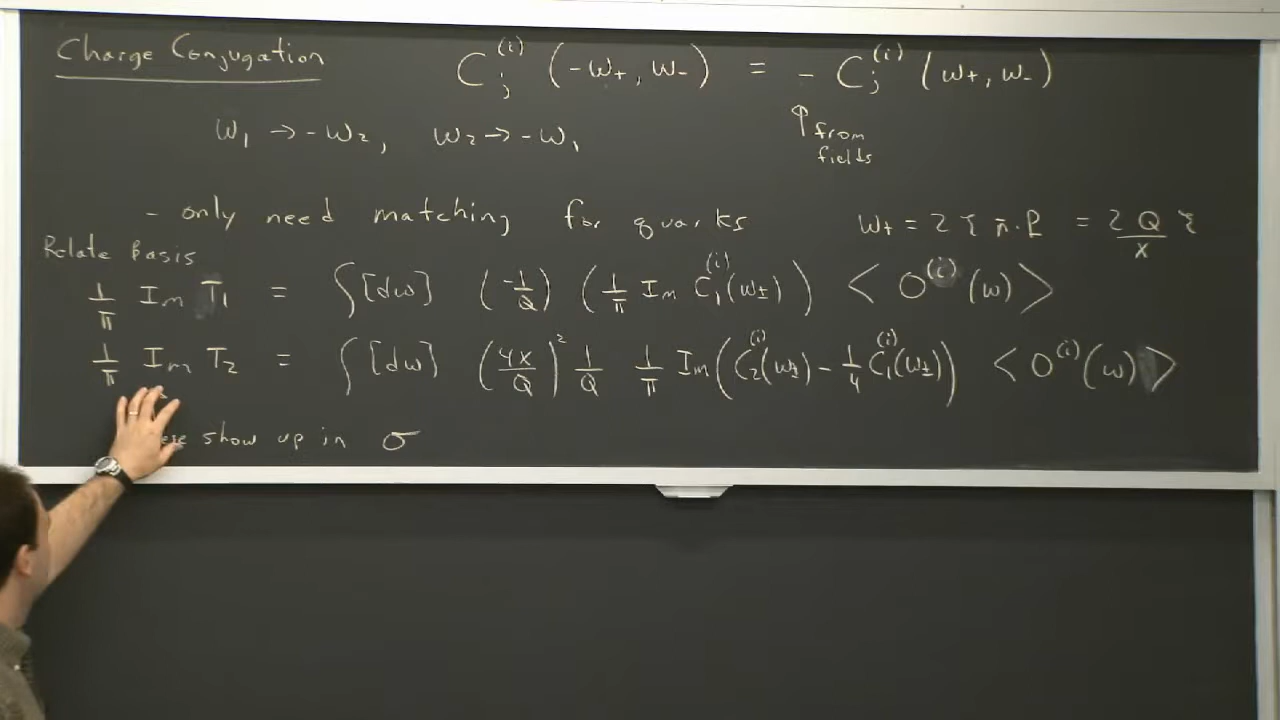 Charge Conjugation
C_j^(i) (-ω+, ω-) = - C_j^(i) (ω+, ω-)
↑ from fields
ω1 → -ω2, ω2 → -ω1
- only need matching for quarks
ω+ = 2 ξ n̄·P = 2Q/x ξ
Relate Basis
1/π Im T1 = ∫[dω] (-1/Q) (1/π Im C1^(i)(ω±)) <O^(i)(ω)>
1/π Im T2 = ∫[dω] (4x/Q)^2 1/Q 1/π Im(C2^(i)(ω±) - 1/4 C1^(i)(ω±)) <O^(i)(ω)>
show up in σ